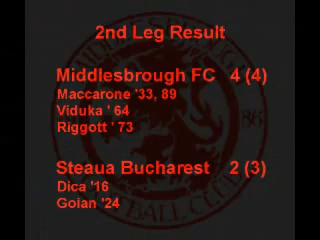 2nd Leg Result
Middlesbrough FC 4 (4)
Maccarone '33, 89
Viduka ' 64
Riggott ' 73
Steaua Bucharest 2 (3)
Dica '16
Goian '24